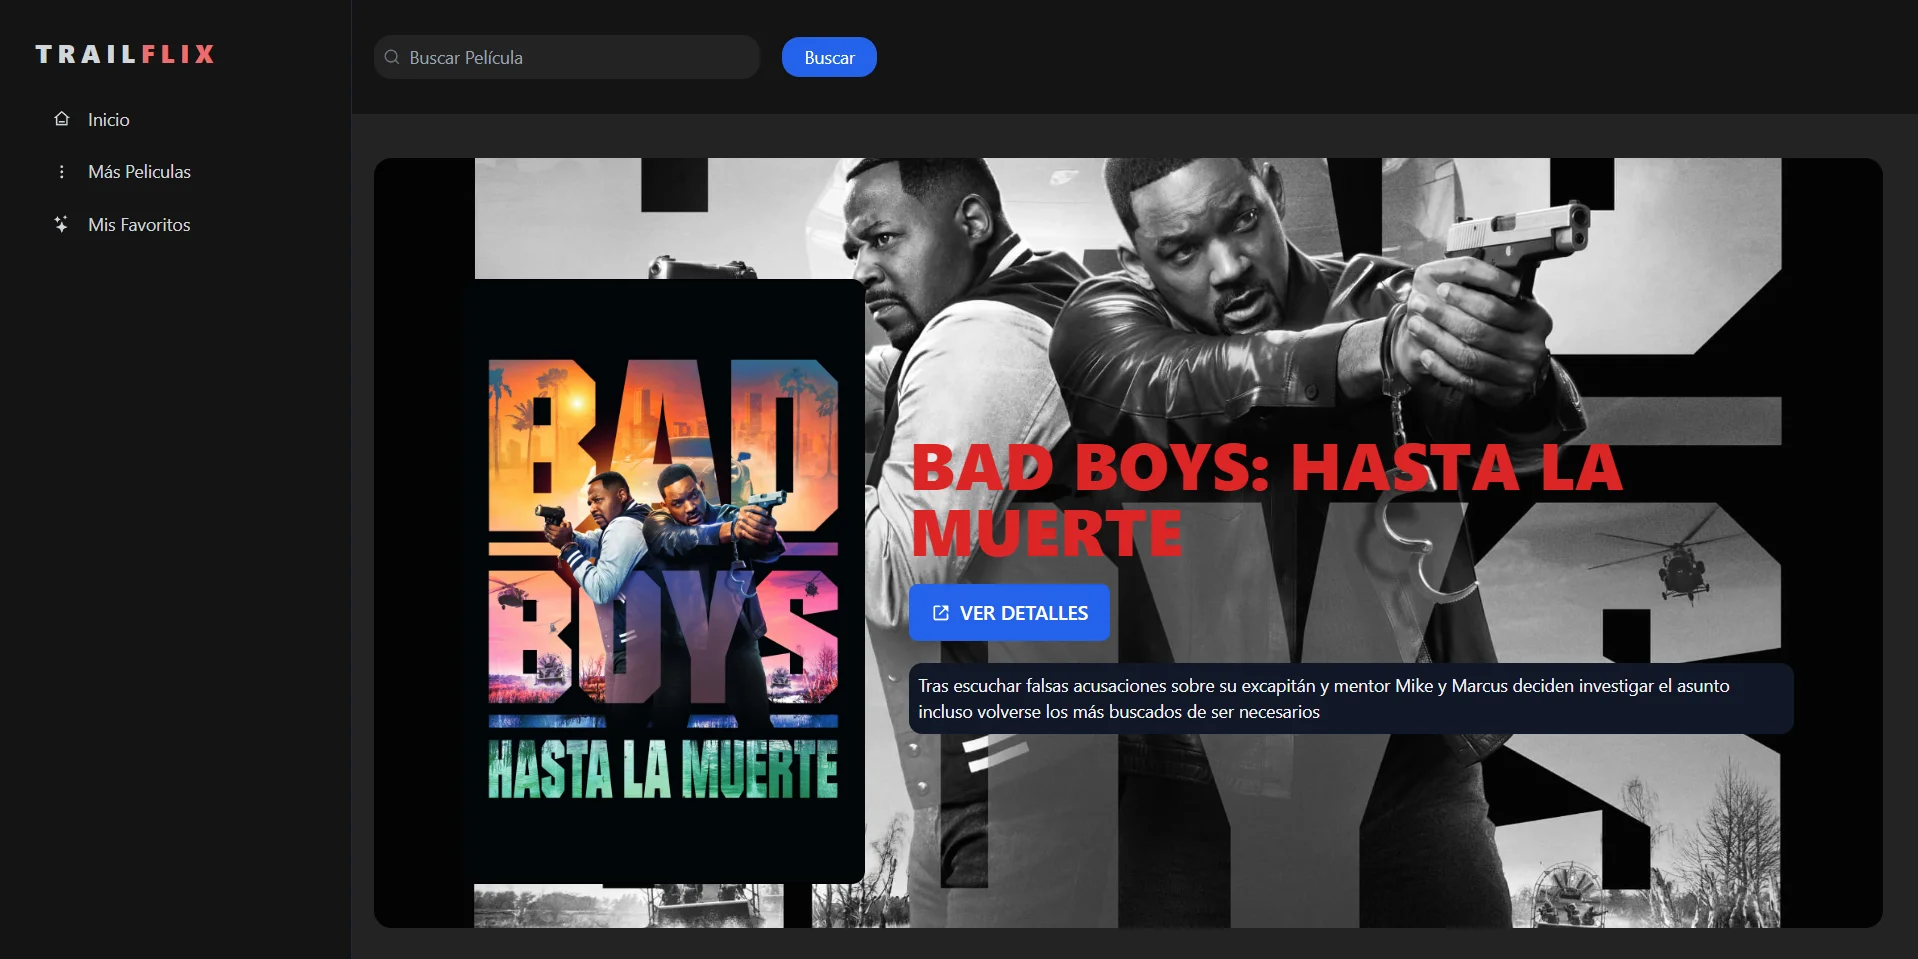 TRAILFLIX
Inicio
Más Peliculas
Mis Favoritos
Buscar Película
Buscar
BAD
BOYS
HASTA LA MUERTE
BAD BOYS: HASTA LA
MUERTE
VER DETALLES
Tras escuchar falsas acusaciones sobre su excapitán y mentor Mike y Marcus deciden investigar el asunto
incluso volverse los más buscados de ser necesarios